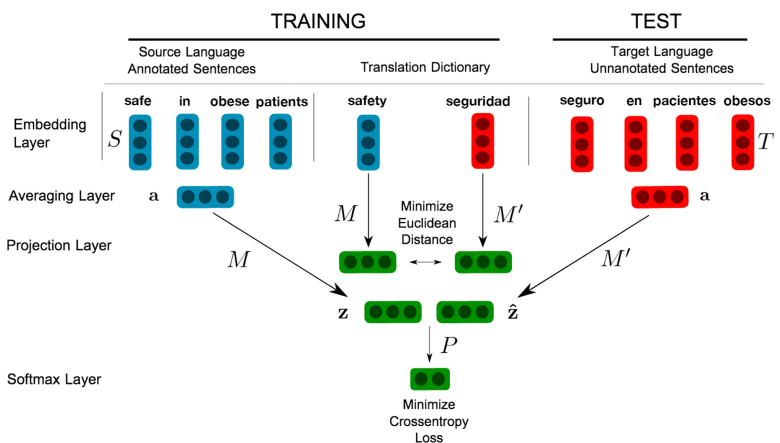 TRAINING TEST
Source Language Target Language
Annotated Sentences Translation Dictionary Unnanotated Sentences
safe in obese patients safety seguridad seguro en pacientes obesos
Embedding
Layer
S T
Averaging Layer a a
Minimize
Euclidean
Distance
M M′
Projection Layer
M M′
z ẑ
P
Softmax Layer
Minimize
Crossentropy
Loss